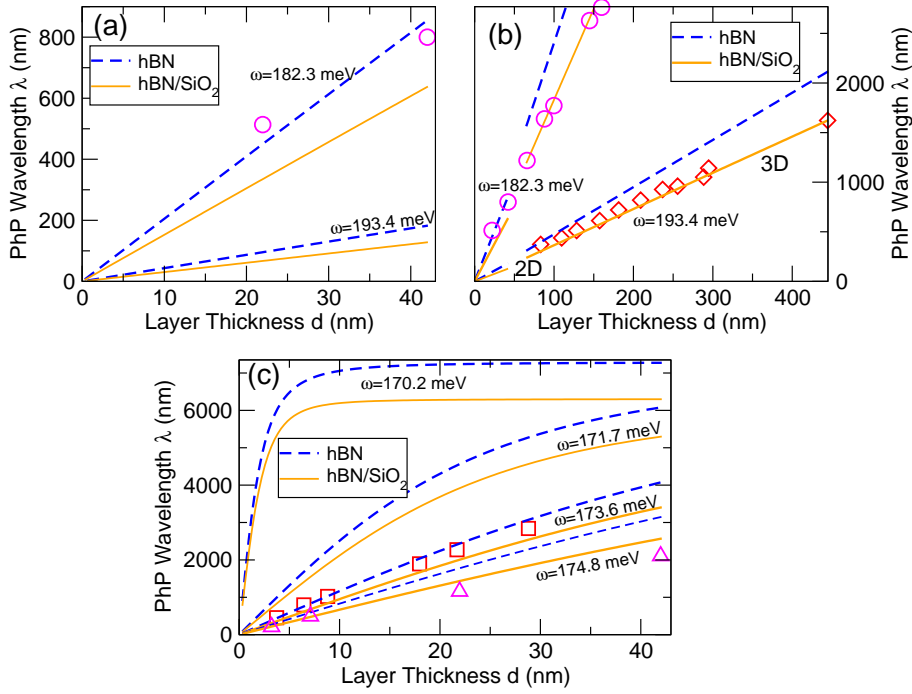 (a)
hBN
hBN/SiO2
ω=182.3 meV
ω=193.4 meV
800
600
400
200
0
0 10 20 30 40
PhP Wavelength λ (nm)
Layer Thickness d (nm)
(b)
hBN
hBN/SiO2
ω=182.3 meV
ω=193.4 meV
3D
2D
2000
1000
0
0 100 200 300 400
PhP Wavelength λ (nm)
Layer Thickness d (nm)
(c)
ω=170.2 meV
hBN
hBN/SiO2
ω=171.7 meV
ω=173.6 meV
ω=174.8 meV
6000
4000
2000
0
0 10 20 30 40
PhP Wavelength λ (nm)
Layer Thickness d (nm)